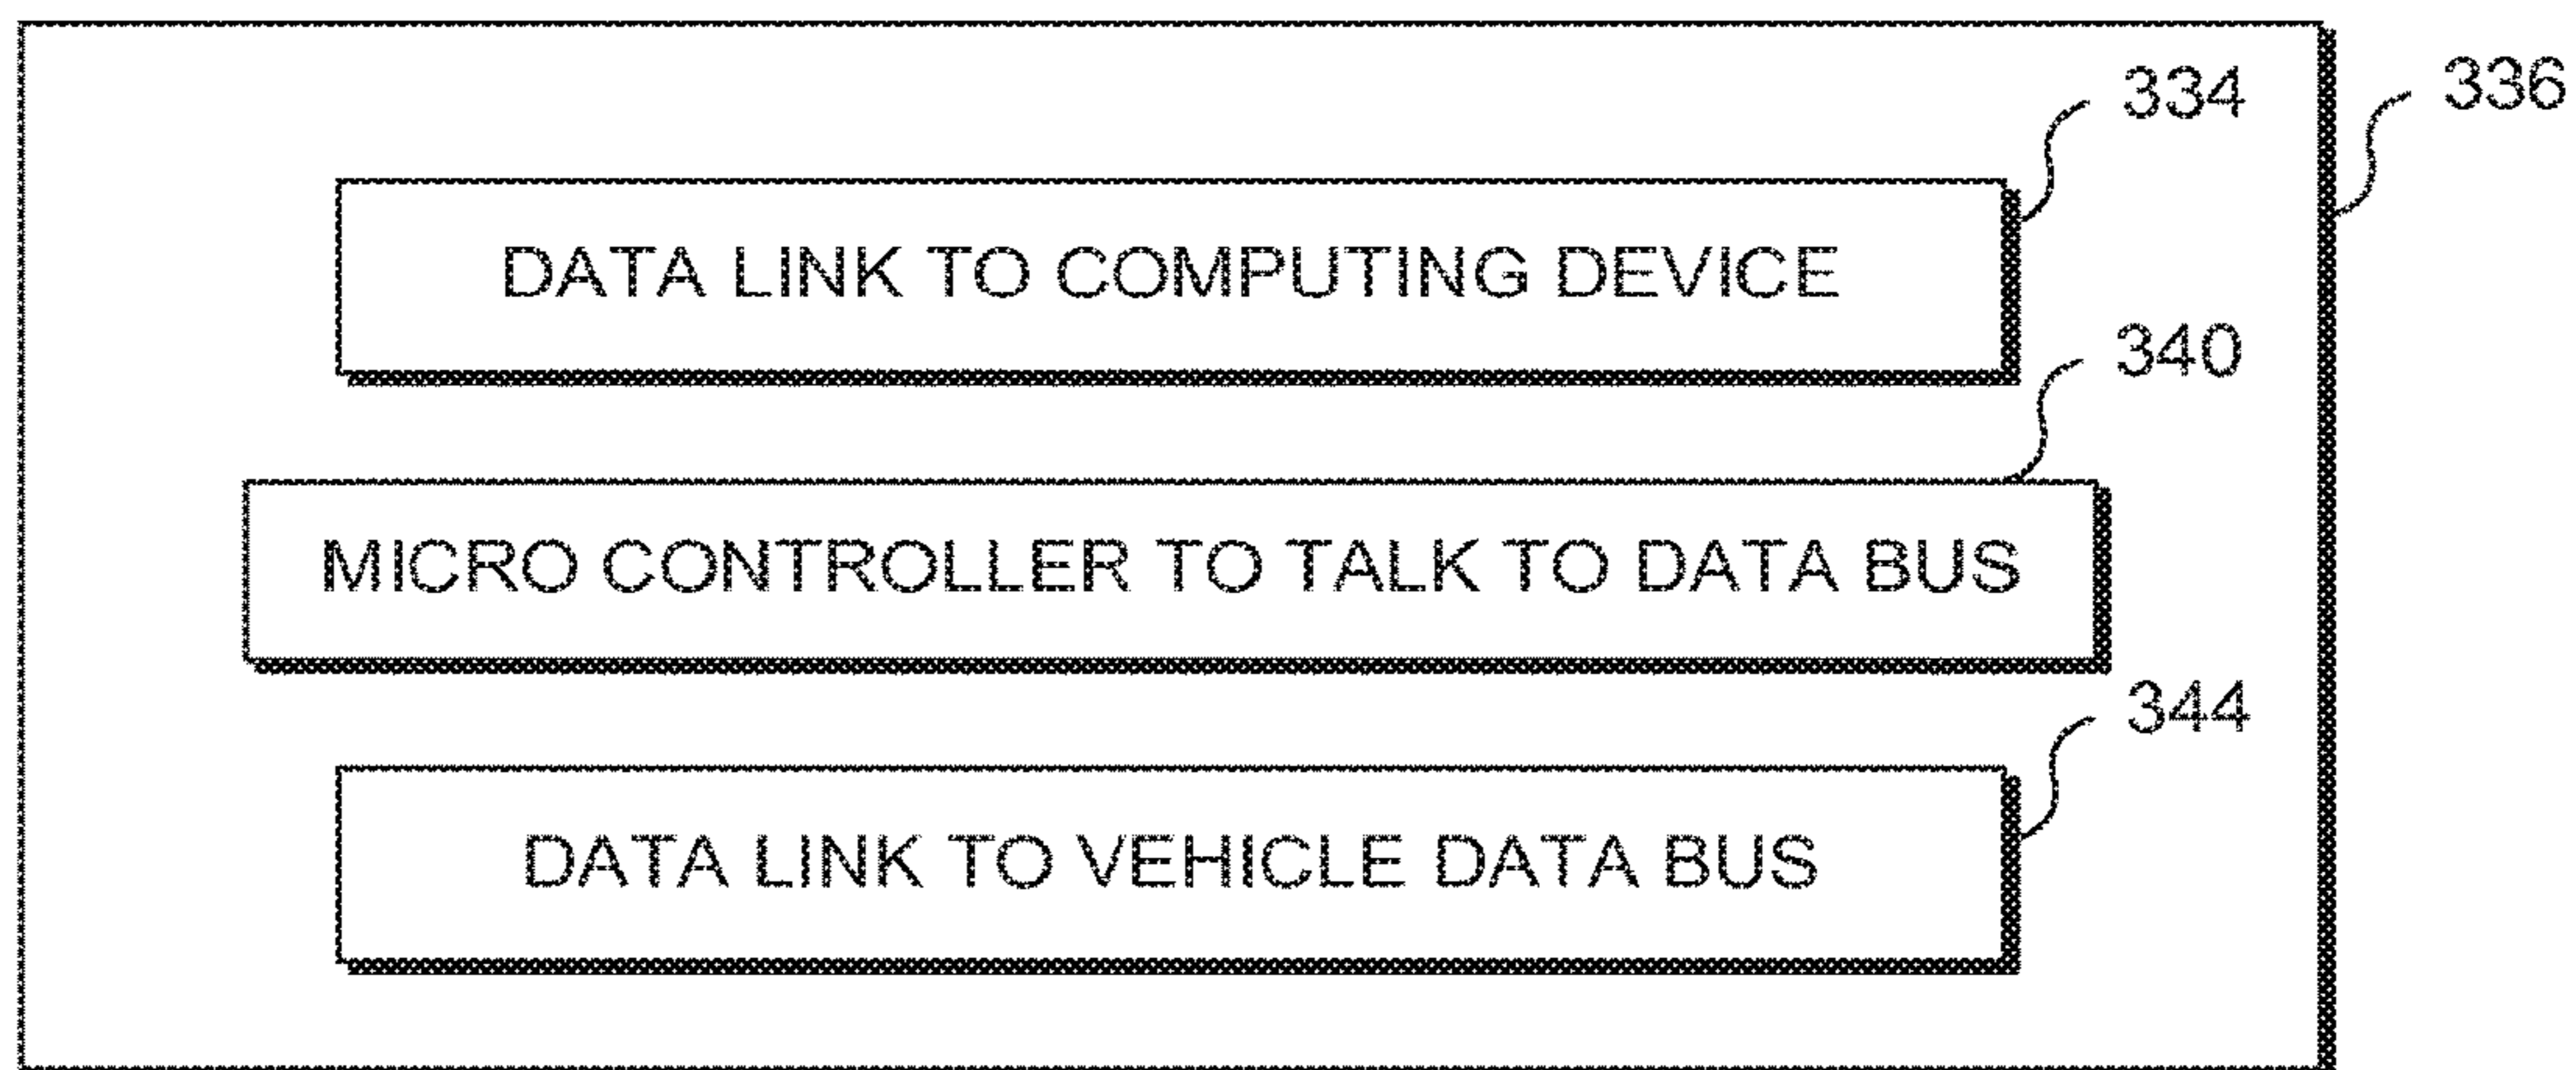 334
336
DATA LINK TO COMPUTING DEVICE
340
MICRO CONTROLLER TO TALK TO DATA BUS
344
DATA LINK TO VEHICLE DATA BUS